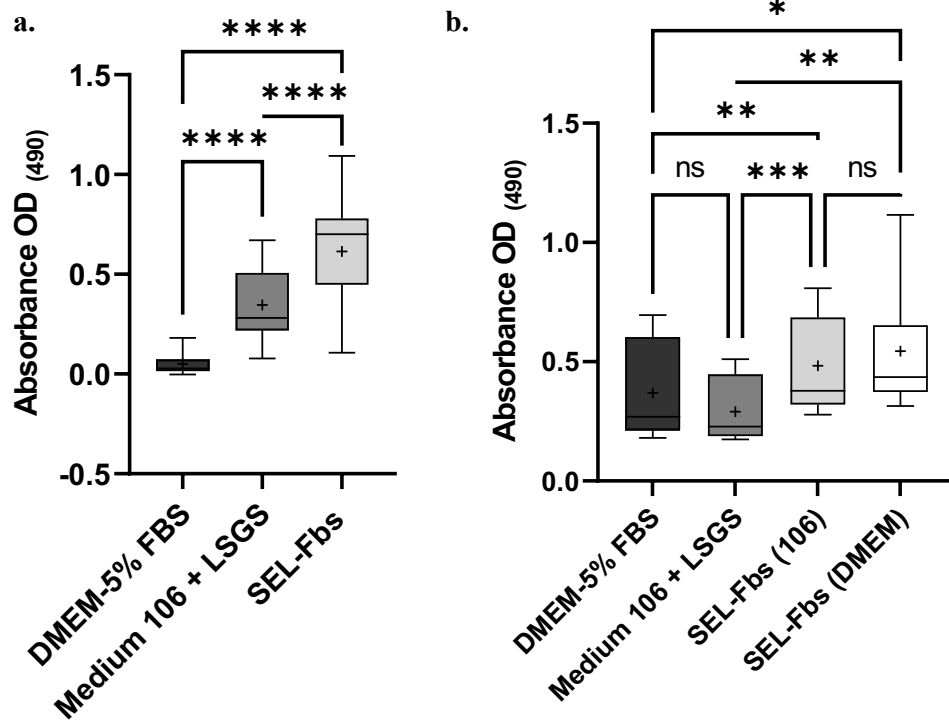 a.
****
****
****
1.5
1.0
0.5
0.0
-0.5
Absorbance OD (490)
DMEM-5% FBS
Medium 106 + LSGS
SEL-Fbs
b.
*
**
**
ns
***
ns
1.5
1.0
0.5
0.0
Absorbance OD (490)
DMEM-5% FBS
Medium 106 + LSGS
SEL-Fbs (106)
SEL-Fbs (DMEM)